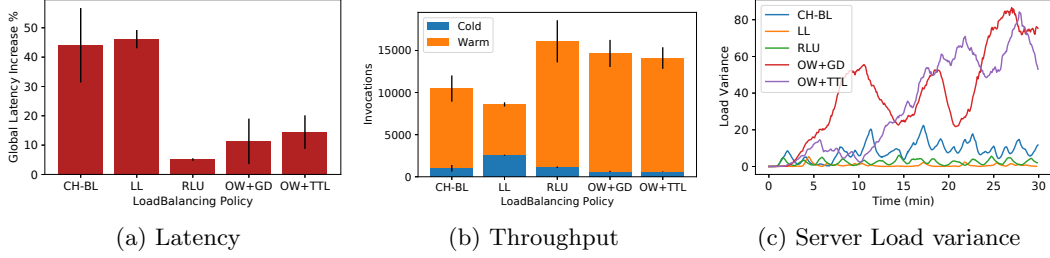 Global Latency Increase %
50
40
30
20
10
0
CH-BL LL RLU OW+GD OW+TTL
LoadBalancing Policy
(a) Latency
Invocations
15000
10000
5000
0
Cold
Warm
CH-BL LL RLU OW+GD OW+TTL
LoadBalancing Policy
(b) Throughput
Load Variance
80
60
40
20
0
CH-BL
LL
RLU
OW+GD
OW+TTL
0 5 10 15 20 25 30
Time (min)
(c) Server Load variance